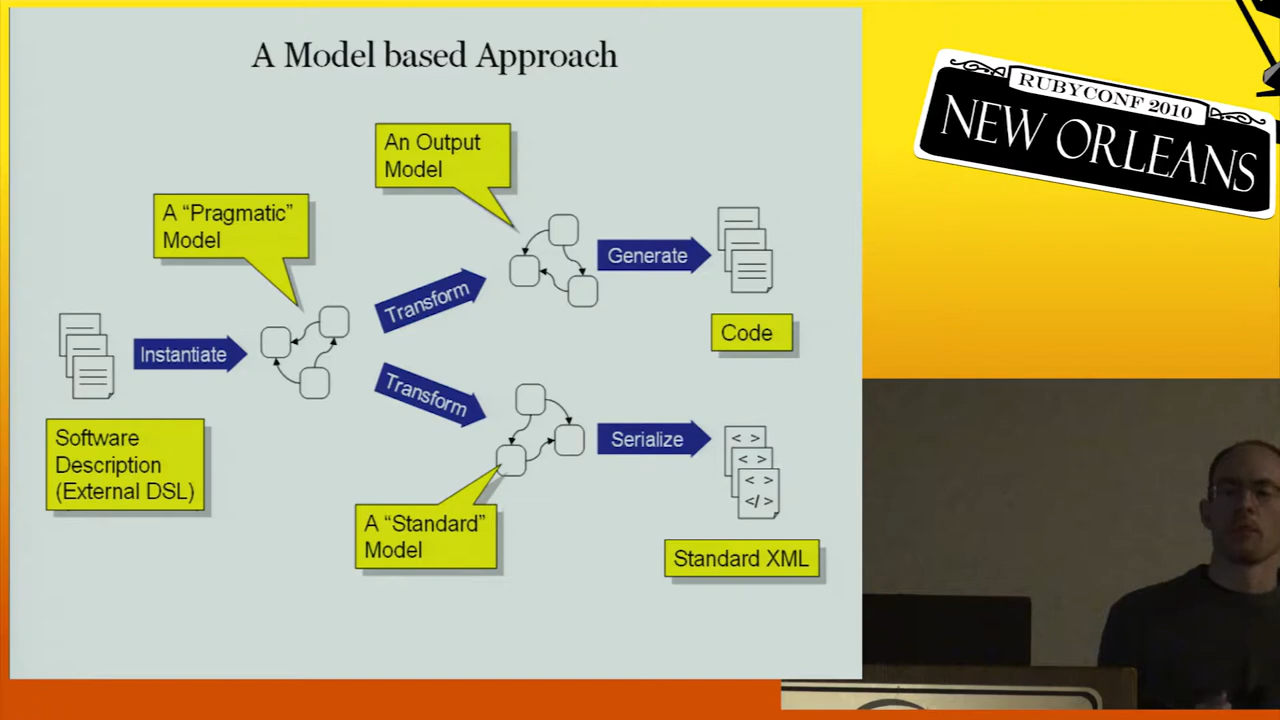 A Model based Approach
An Output
Model
A “Pragmatic”
Model
Generate
Transform
Code
Instantiate
Transform
Serialize
< >
< >
< >
</>
Software
Description
(External DSL)
A “Standard”
Model
Standard XML
RUBYCONF 2010
NEW ORLEANS